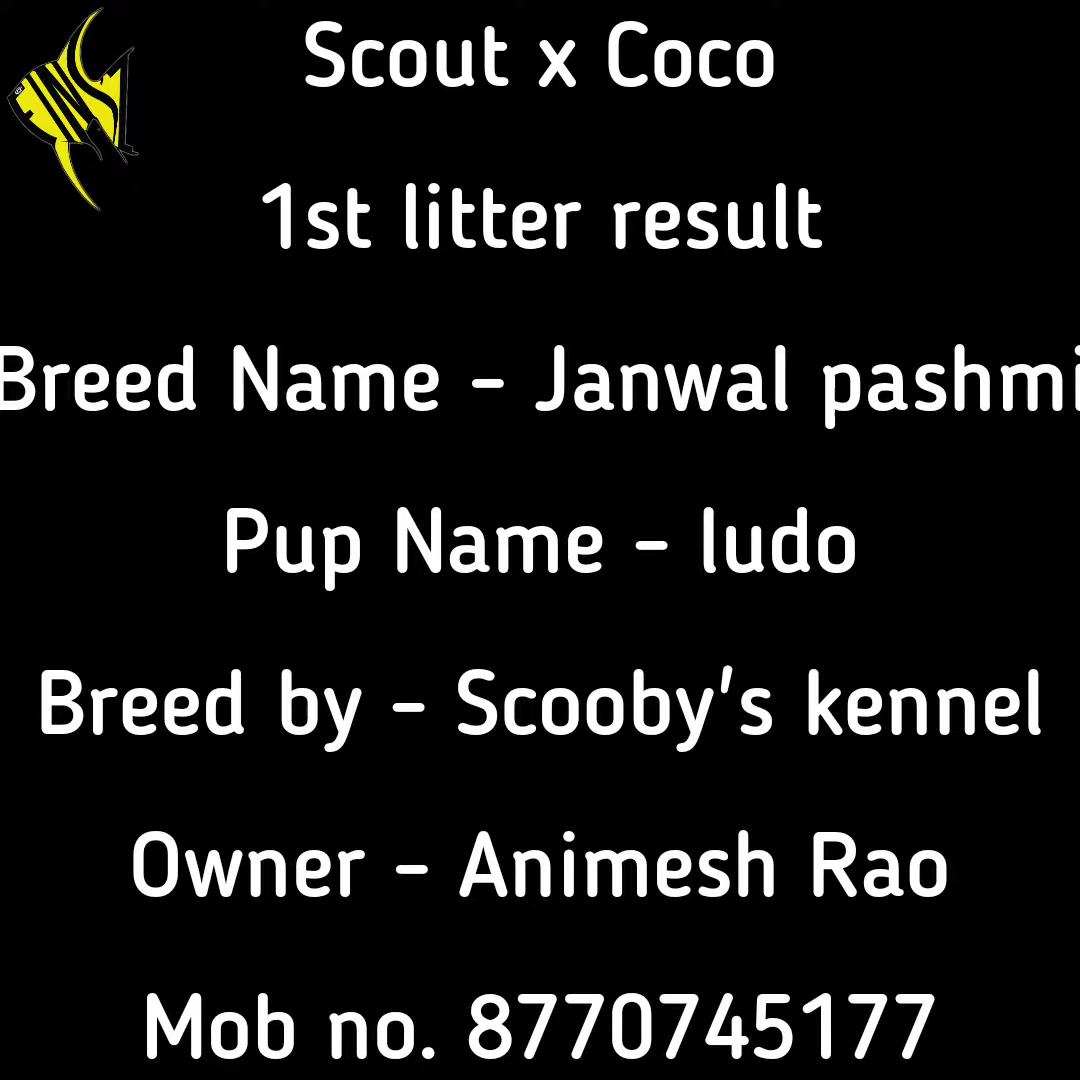 Scout x Coco
1st litter result
Breed Name - Janwal pashmi
Pup Name - ludo
Breed by - Scooby's kennel
Owner - Animesh Rao
Mob no. 8770745177